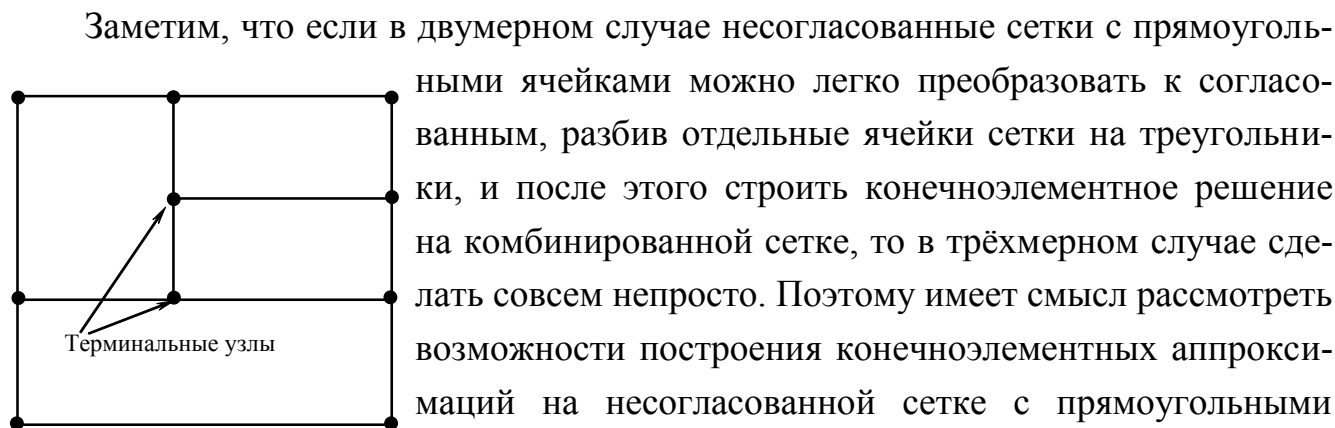 Заметим, что если в двумерном случае несогласованные сетки с прямоуголь-
ными ячейками можно легко преобразовать к согласо-
ванным, разбив отдельные ячейки сетки на треугольни-
ки, и после этого строить конечноэлементное решение
на комбинированной сетке, то в трёхмерном случае сде-
лать совсем непросто. Поэтому имеет смысл рассмотреть
возможности построения конечноэлементных аппрокси-
маций на несогласованной сетке с прямоугольными
Терминальные узлы